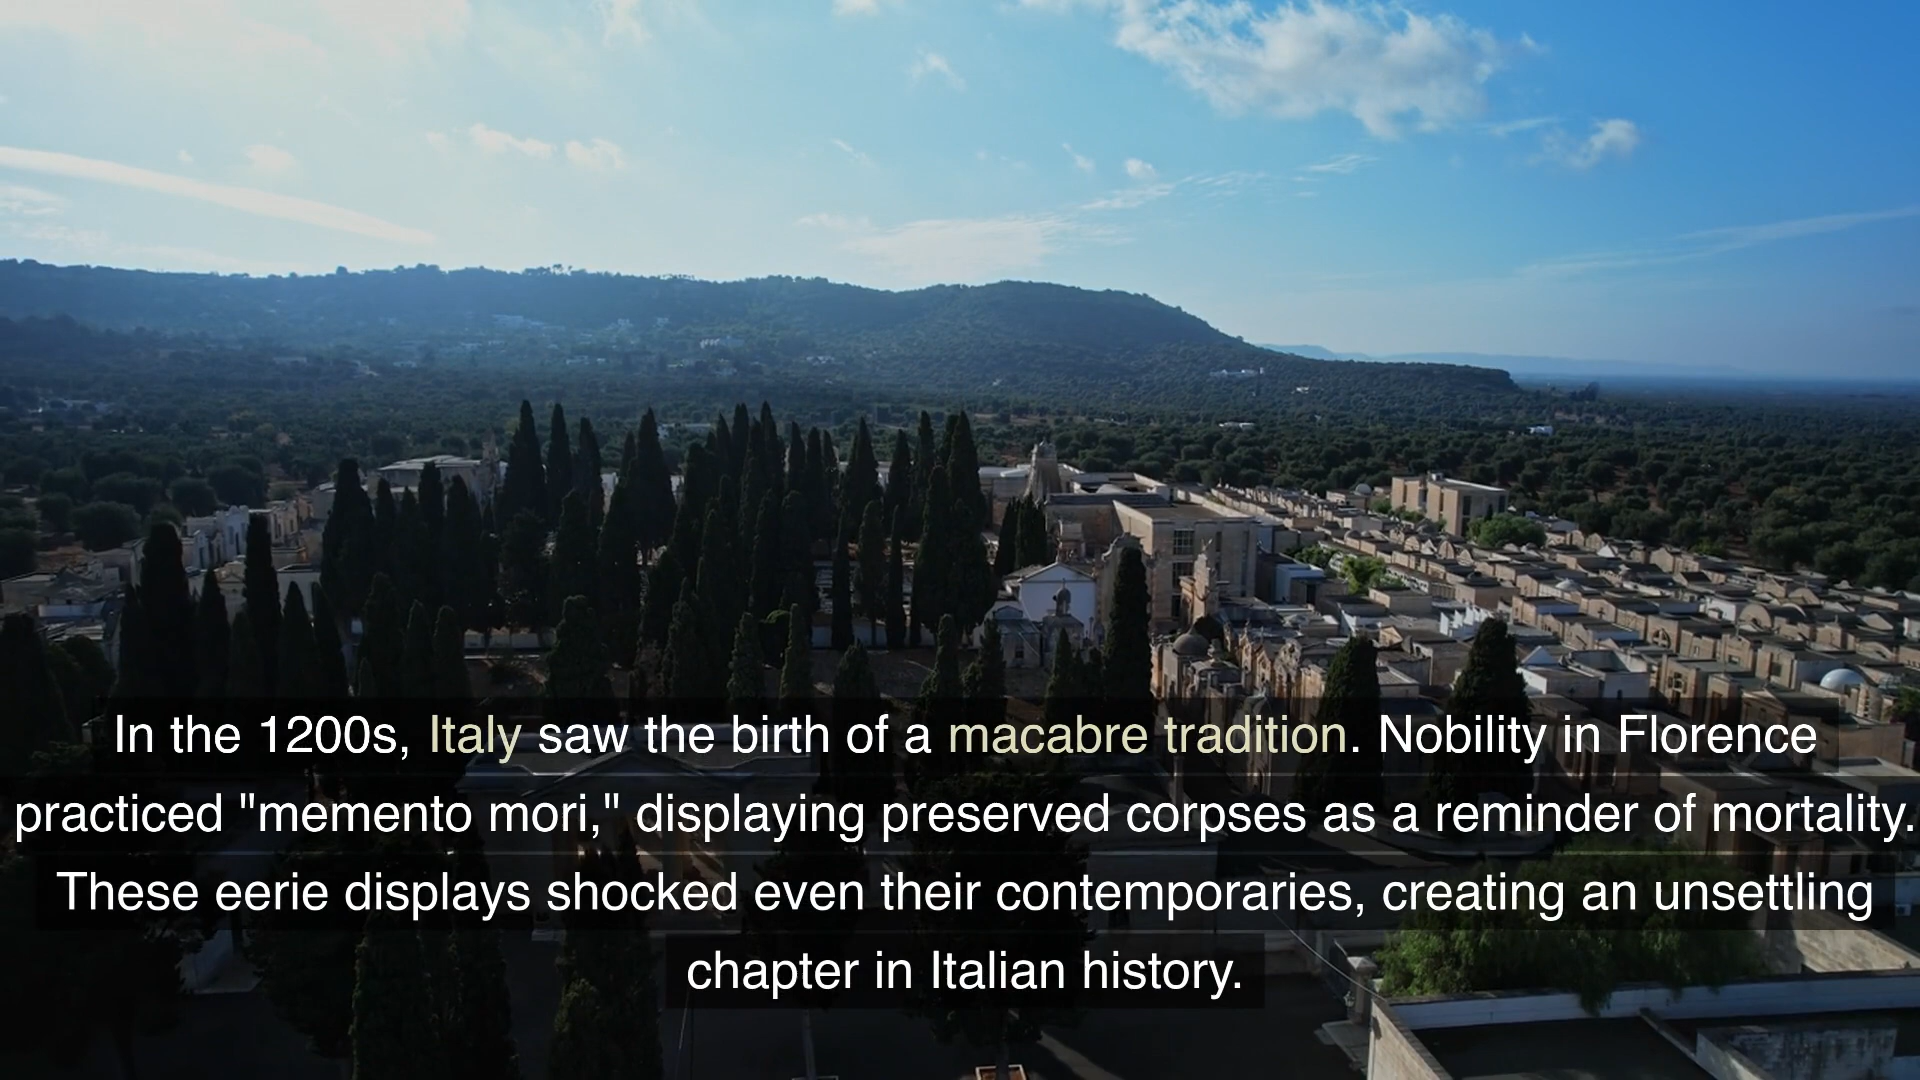 In the 1200s, Italy saw the birth of a macabre tradition. Nobility in Florence
practiced "memento mori," displaying preserved corpses as a reminder of mortality.
These eerie displays shocked even their contemporaries, creating an unsettling
chapter in Italian history.